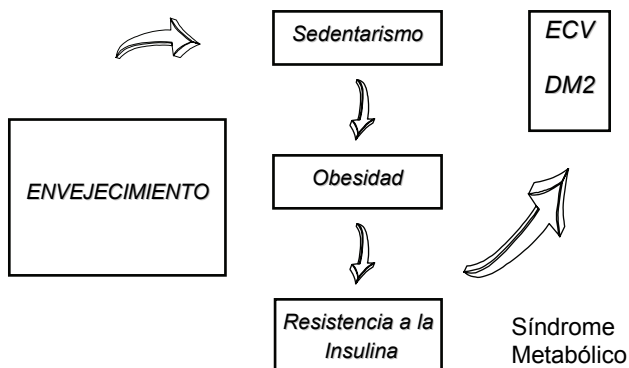 Sedentarismo
ECV
DM2
ENVEJECIMIENTO
Obesidad
Resistencia a la
Insulina
Síndrome
Metabólico